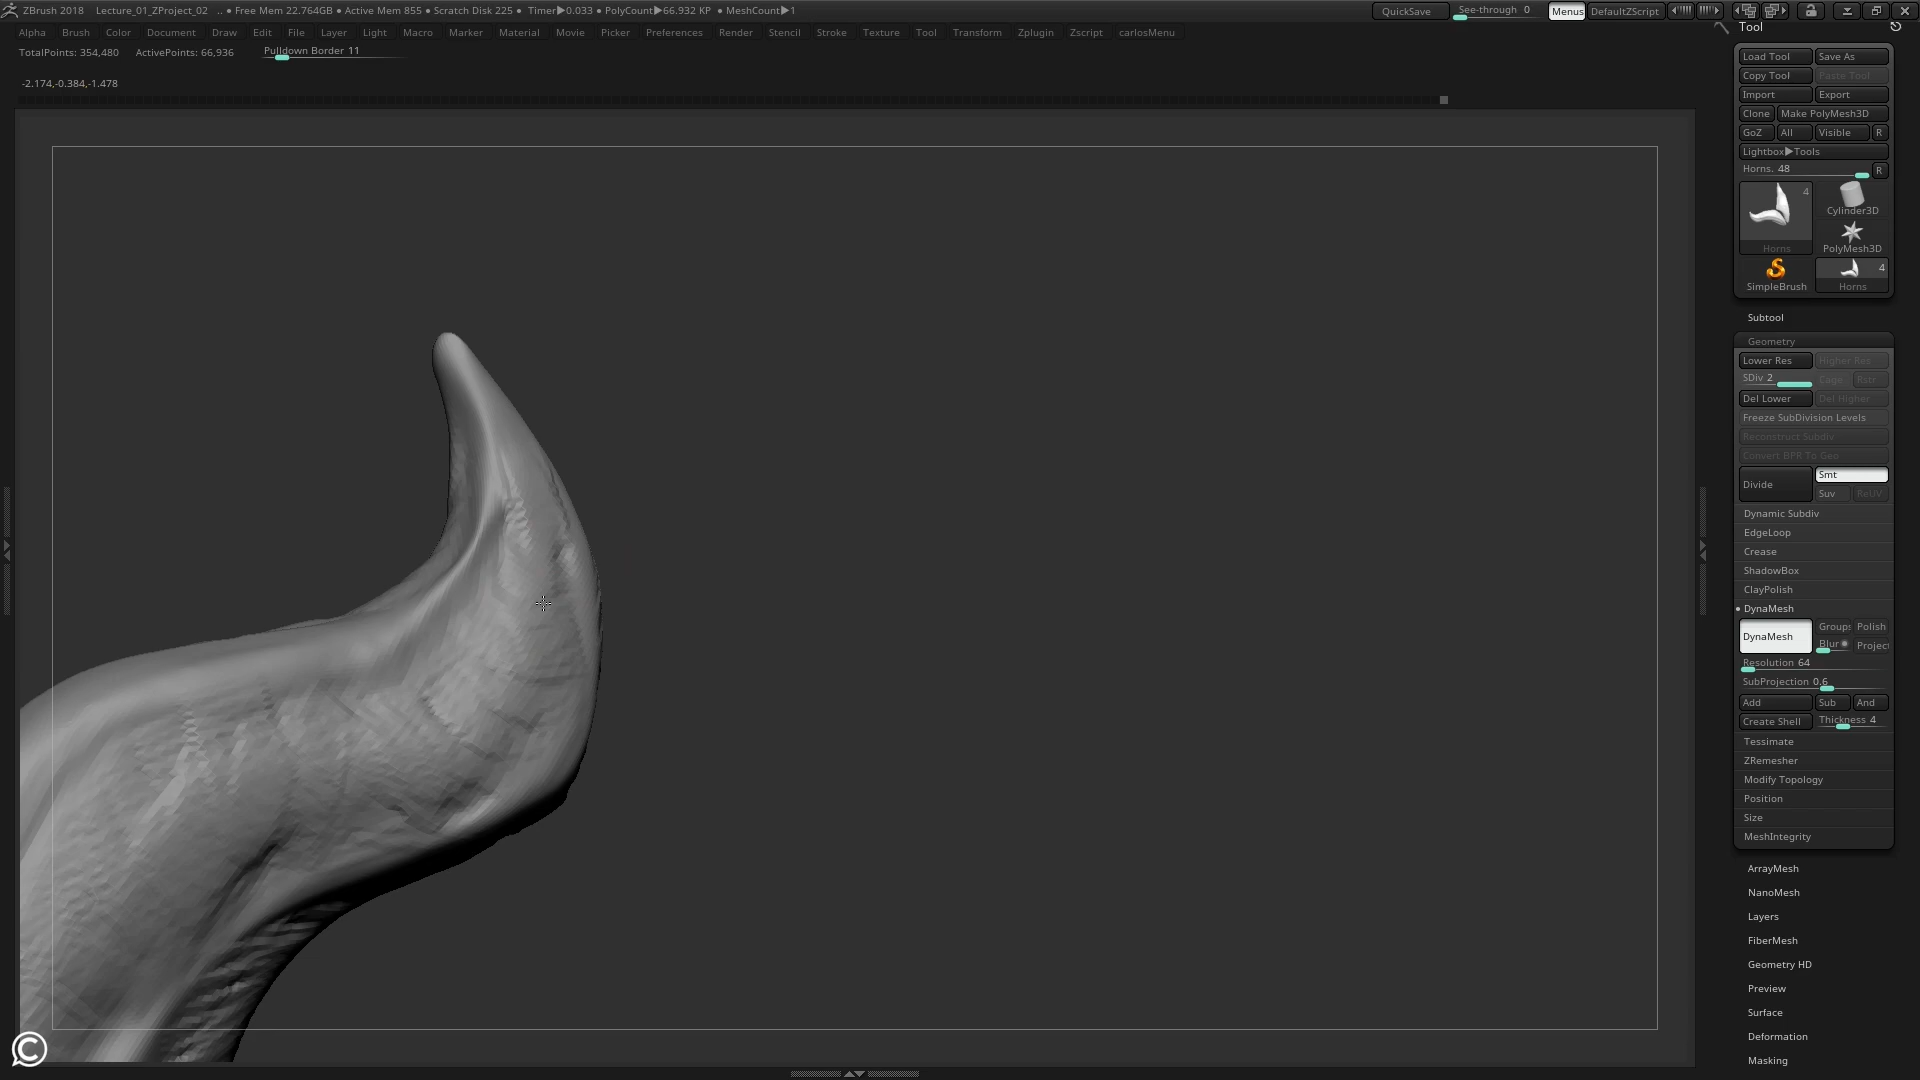 ZBrush 2018 Lecture_01_ZProject_02 .. ● Free Mem 22.764GB ● Active Mem 855 ● Scratch Disk 225 ● Timer▶0.033 ● PolyCount▶66.932 KP ● MeshCount▶1 QuickSave See-through 0 Menus DefaultZScript
Alpha Brush Color Document Draw Edit File Layer Light Macro Marker Material Movie Picker Preferences Render Stencil Stroke Texture Tool Transform Zplugin Zscript carlosMenu
TotalPoints: 354,480 ActivePoints: 66,936 Pulldown Border 11
-2.174,-0.384,-1.478
Tool
Load Tool Save As
Copy Tool Paste Tool
Import Export
Clone Make PolyMesh3D
GoZ All Visible R
Lightbox▶Tools
Horns. 48 R
4
Cylinder3D
Horns PolyMesh3D
4
SimpleBrush Horns
Subtool
Geometry
Lower Res Higher Res
SDiv 2 Cage Rstr
Del Lower Del Higher
Freeze SubDivision Levels
Reconstruct Subdiv
Convert BPR To Geo
Divide Smt
Suv ReUV
Dynamic Subdiv
EdgeLoop
Crease
ShadowBox
ClayPolish
DynaMesh
DynaMesh Groups Polish
Blur Project
Resolution 64
SubProjection 0.6
Add Sub And
Create Shell Thickness 4
Tessimate
ZRemesher
Modify Topology
Position
Size
MeshIntegrity
ArrayMesh
NanoMesh
Layers
FiberMesh
Geometry HD
Preview
Surface
Deformation
Masking